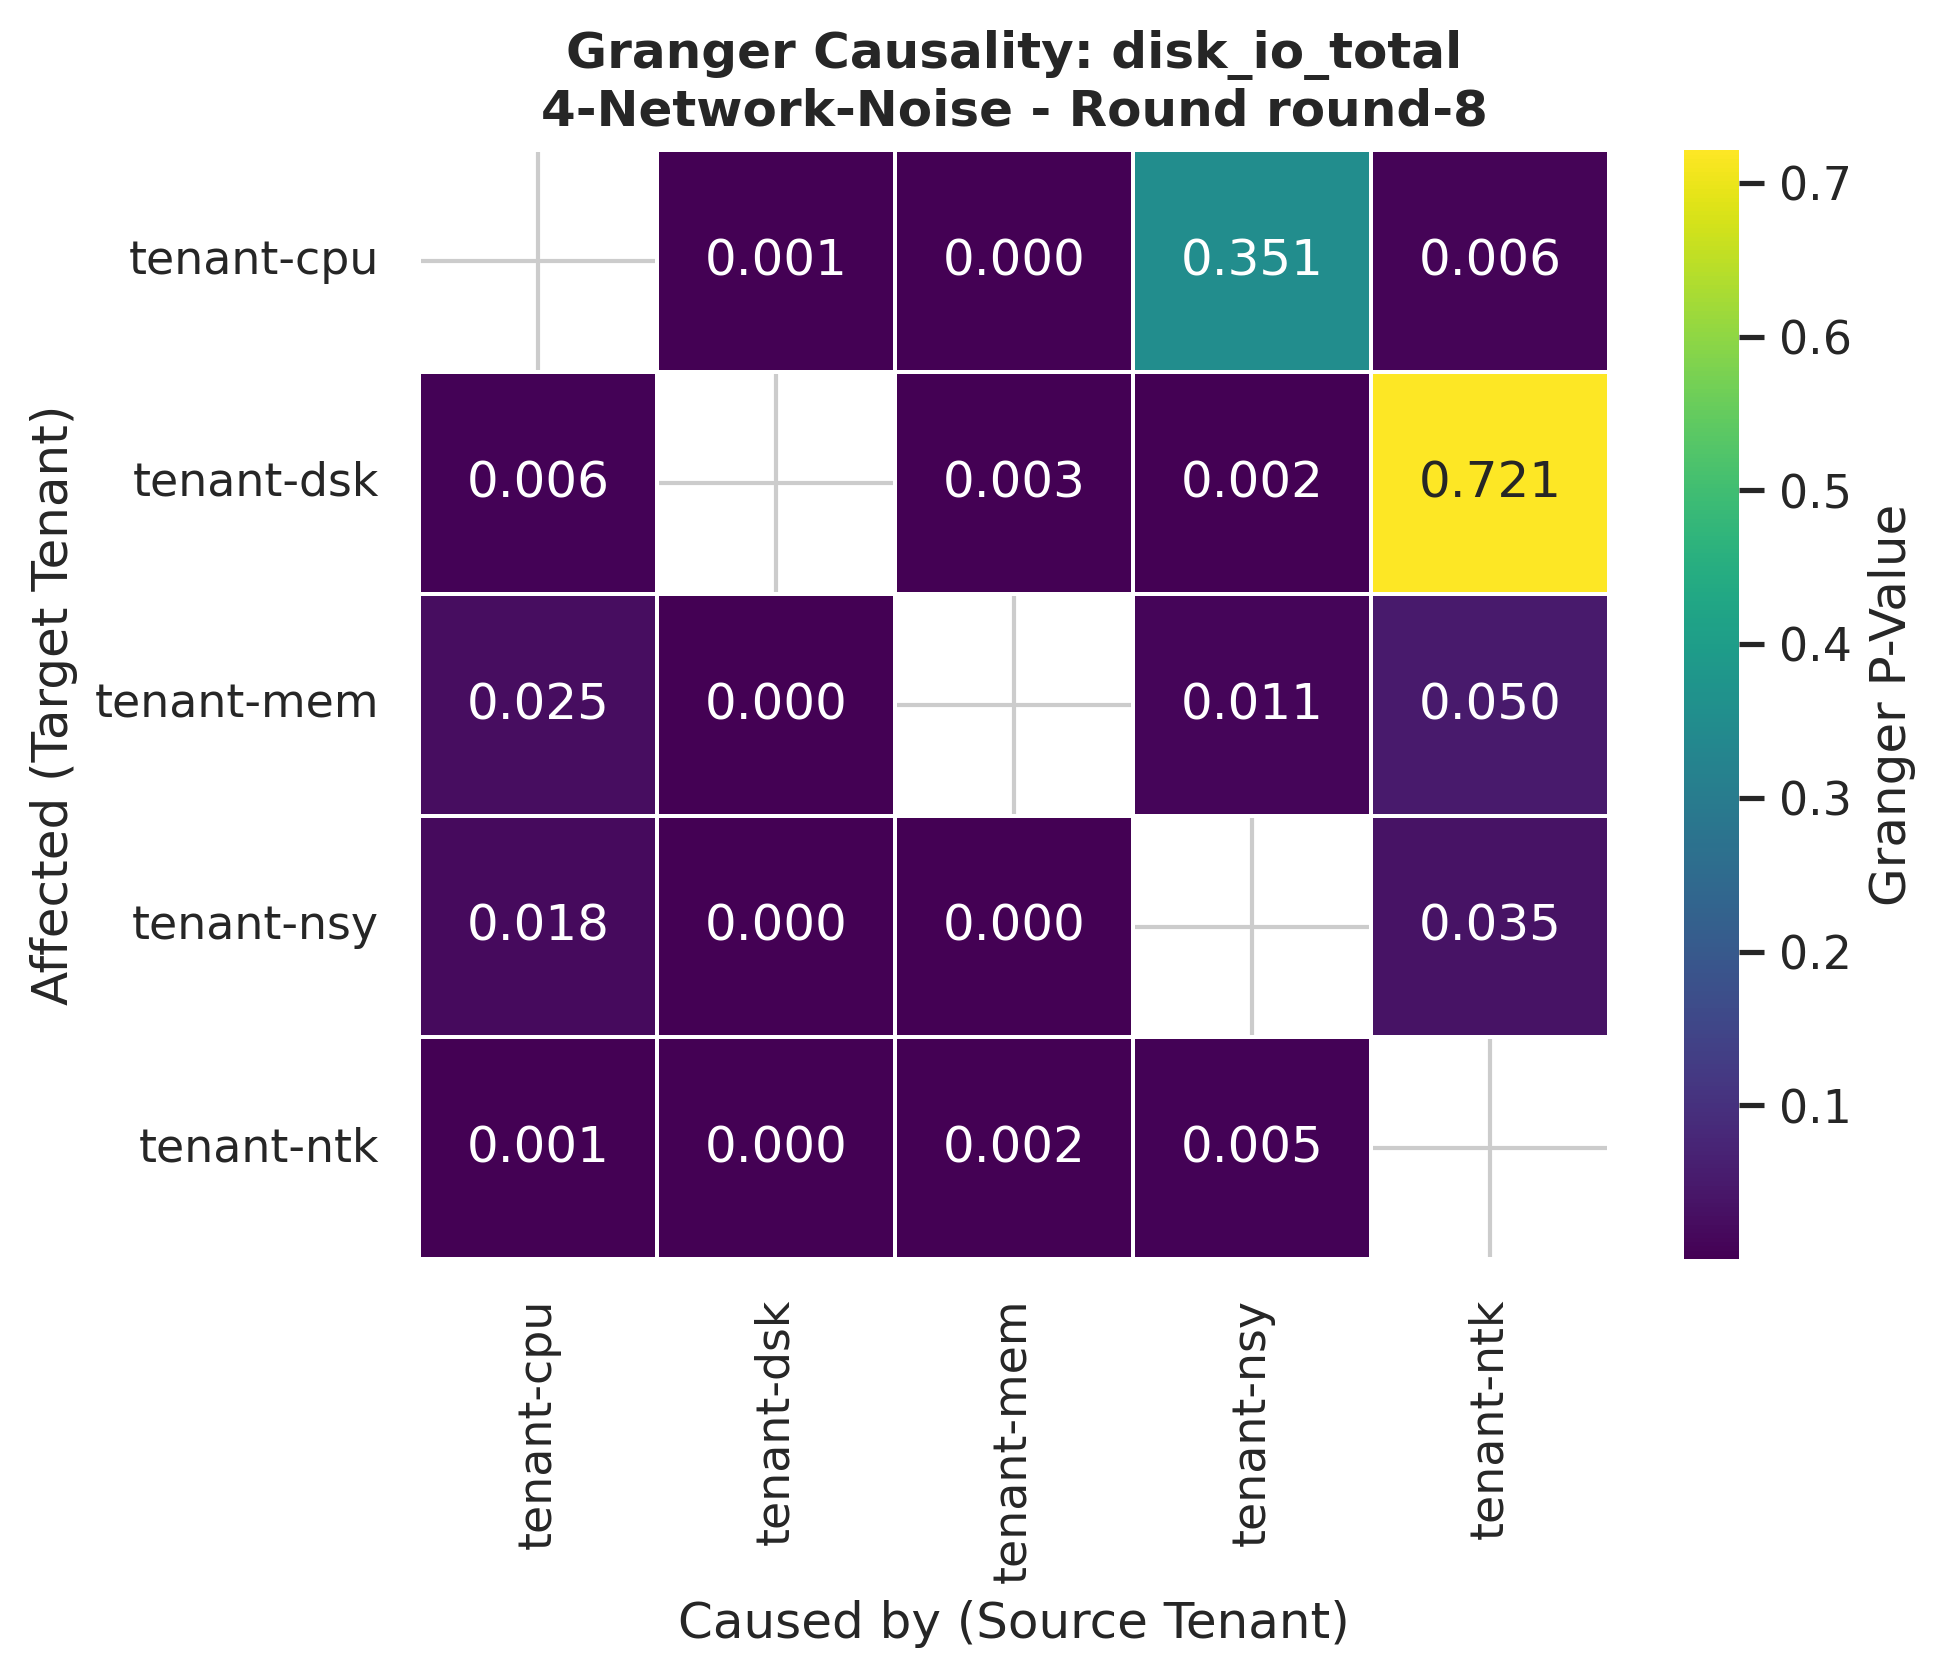 Granger Causality: disk_io_total
4-Network-Noise - Round round-8
Affected (Target Tenant)
tenant-cpu 0.001 0.000 0.351 0.006
tenant-dsk 0.006 0.003 0.002 0.721
tenant-mem 0.025 0.000 0.011 0.050
tenant-nsy 0.018 0.000 0.000 0.035
tenant-ntk 0.001 0.000 0.002 0.005
tenant-cpu
tenant-dsk
tenant-mem
tenant-nsy
tenant-ntk
Caused by (Source Tenant)
0.7
0.6
0.5
0.4
0.3
0.2
0.1
Granger P-Value